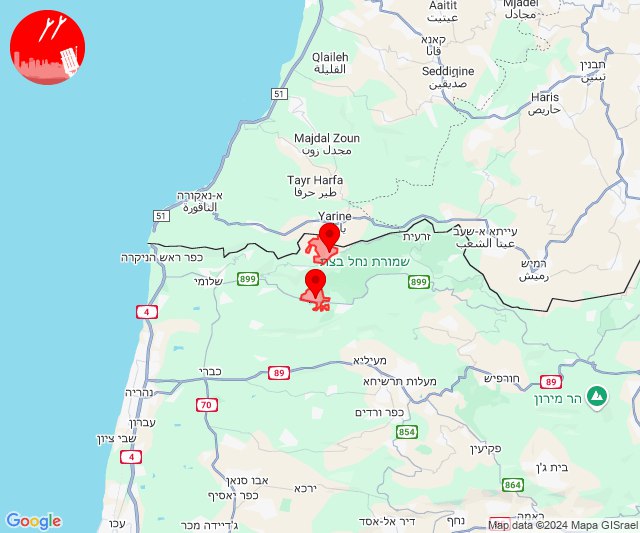 Aaitit
عيتيت
Mjadel
مجادل
Qlaileh
القليلة
קאנא
قانا
Seddigine
صديقين
תבנין
تبنين
Haris
حاريص
51
Majdal Zoun
مجدل زون
Tayr Harfa
طير حرفا
א-נאקורה
الناقورة
51
Yarine
זרעית
עייתא א-שעב
عيتا الشعب
כפר ראש הניקרה
שמורת נחל בצת
רמיש
رميش
שלומי
899
899
4
מעיליא
כברי
89
89
חורפיש
נהריה
מעלות תרשיחא
הר מירון
70
כפר ורדים
עברון
854
שבי ציון
פקיעין
4
בית ג'ן
אבו סנאן
ירכא
864
כפר יאסיף
Google
עכו
ג'דיידה מכר
דיר אל-אסד
נחף
ראמה
Map data ©2024 Mapa GISrael